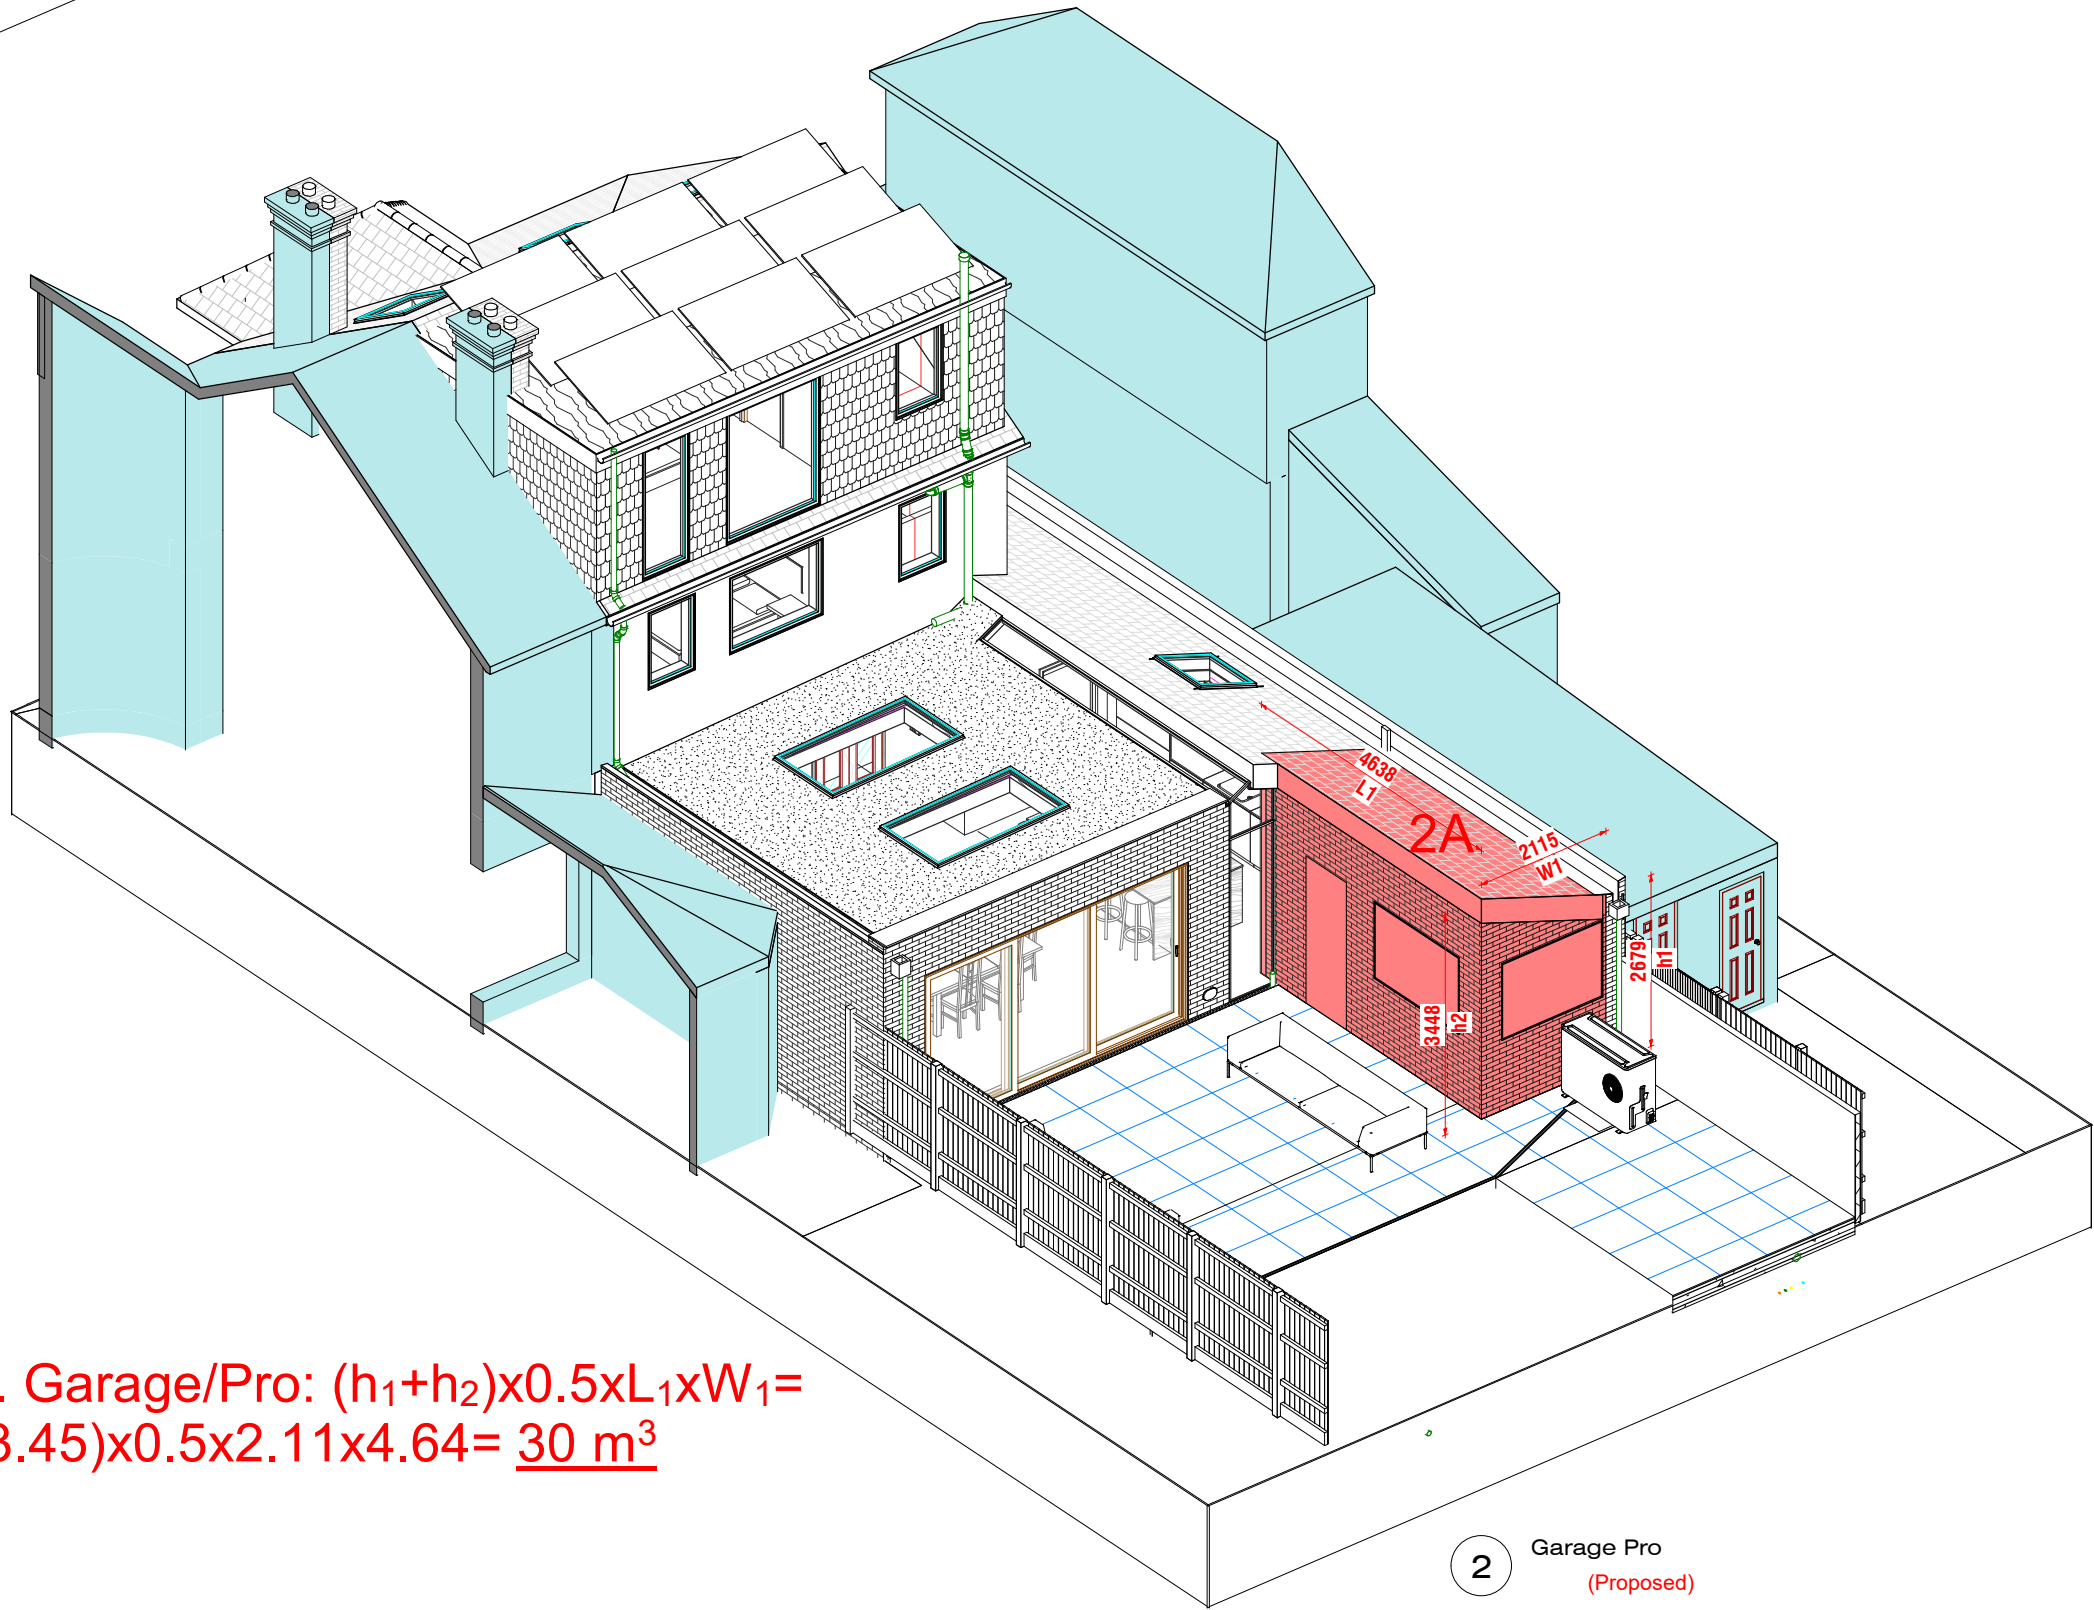 4638
L1
2A
2115
W1
2679
h1
3448
h2
. Garage/Pro: (h₁+h₂)x0.5xL₁xW₁=
3.45)x0.5x2.11x4.64= 30 m³
2
Garage Pro
(Proposed)